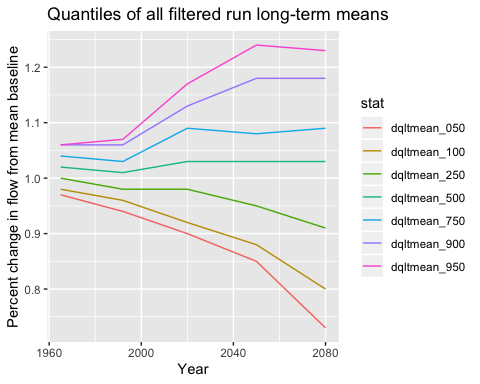 Quantiles of all filtered run long-term means
Percent change in flow from mean baseline
1.2
1.1
1.0
0.9
0.8
1960
2000
2040
2080
Year
stat
dqltmean_050
dqltmean_100
dqltmean_250
dqltmean_500
dqltmean_750
dqltmean_900
dqltmean_950